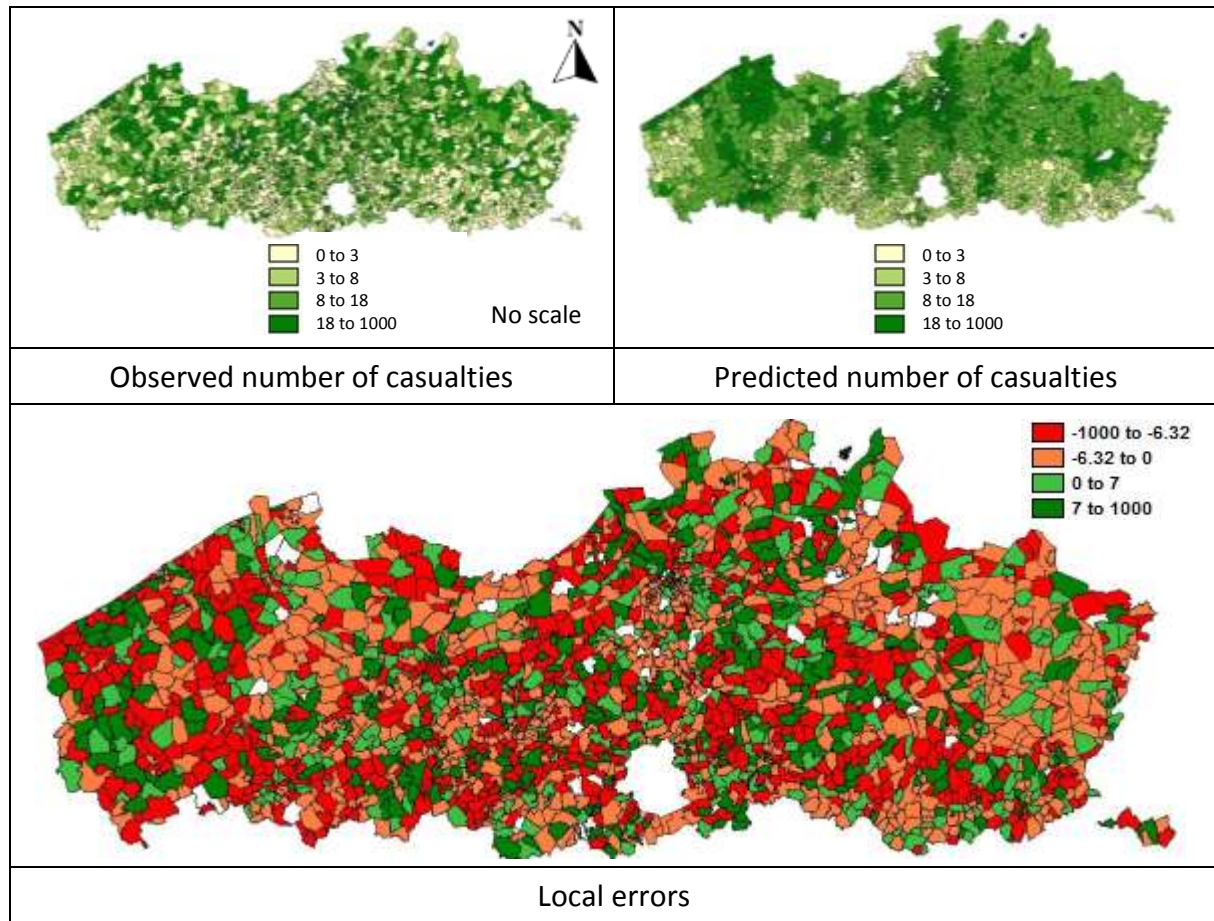 N
0 to 3
3 to 8
8 to 18
18 to 1000
No scale
0 to 3
3 to 8
8 to 18
18 to 1000
Observed number of casualties
Predicted number of casualties
-1000 to -6.32
-6.32 to 0
0 to 7
7 to 1000
Local errors